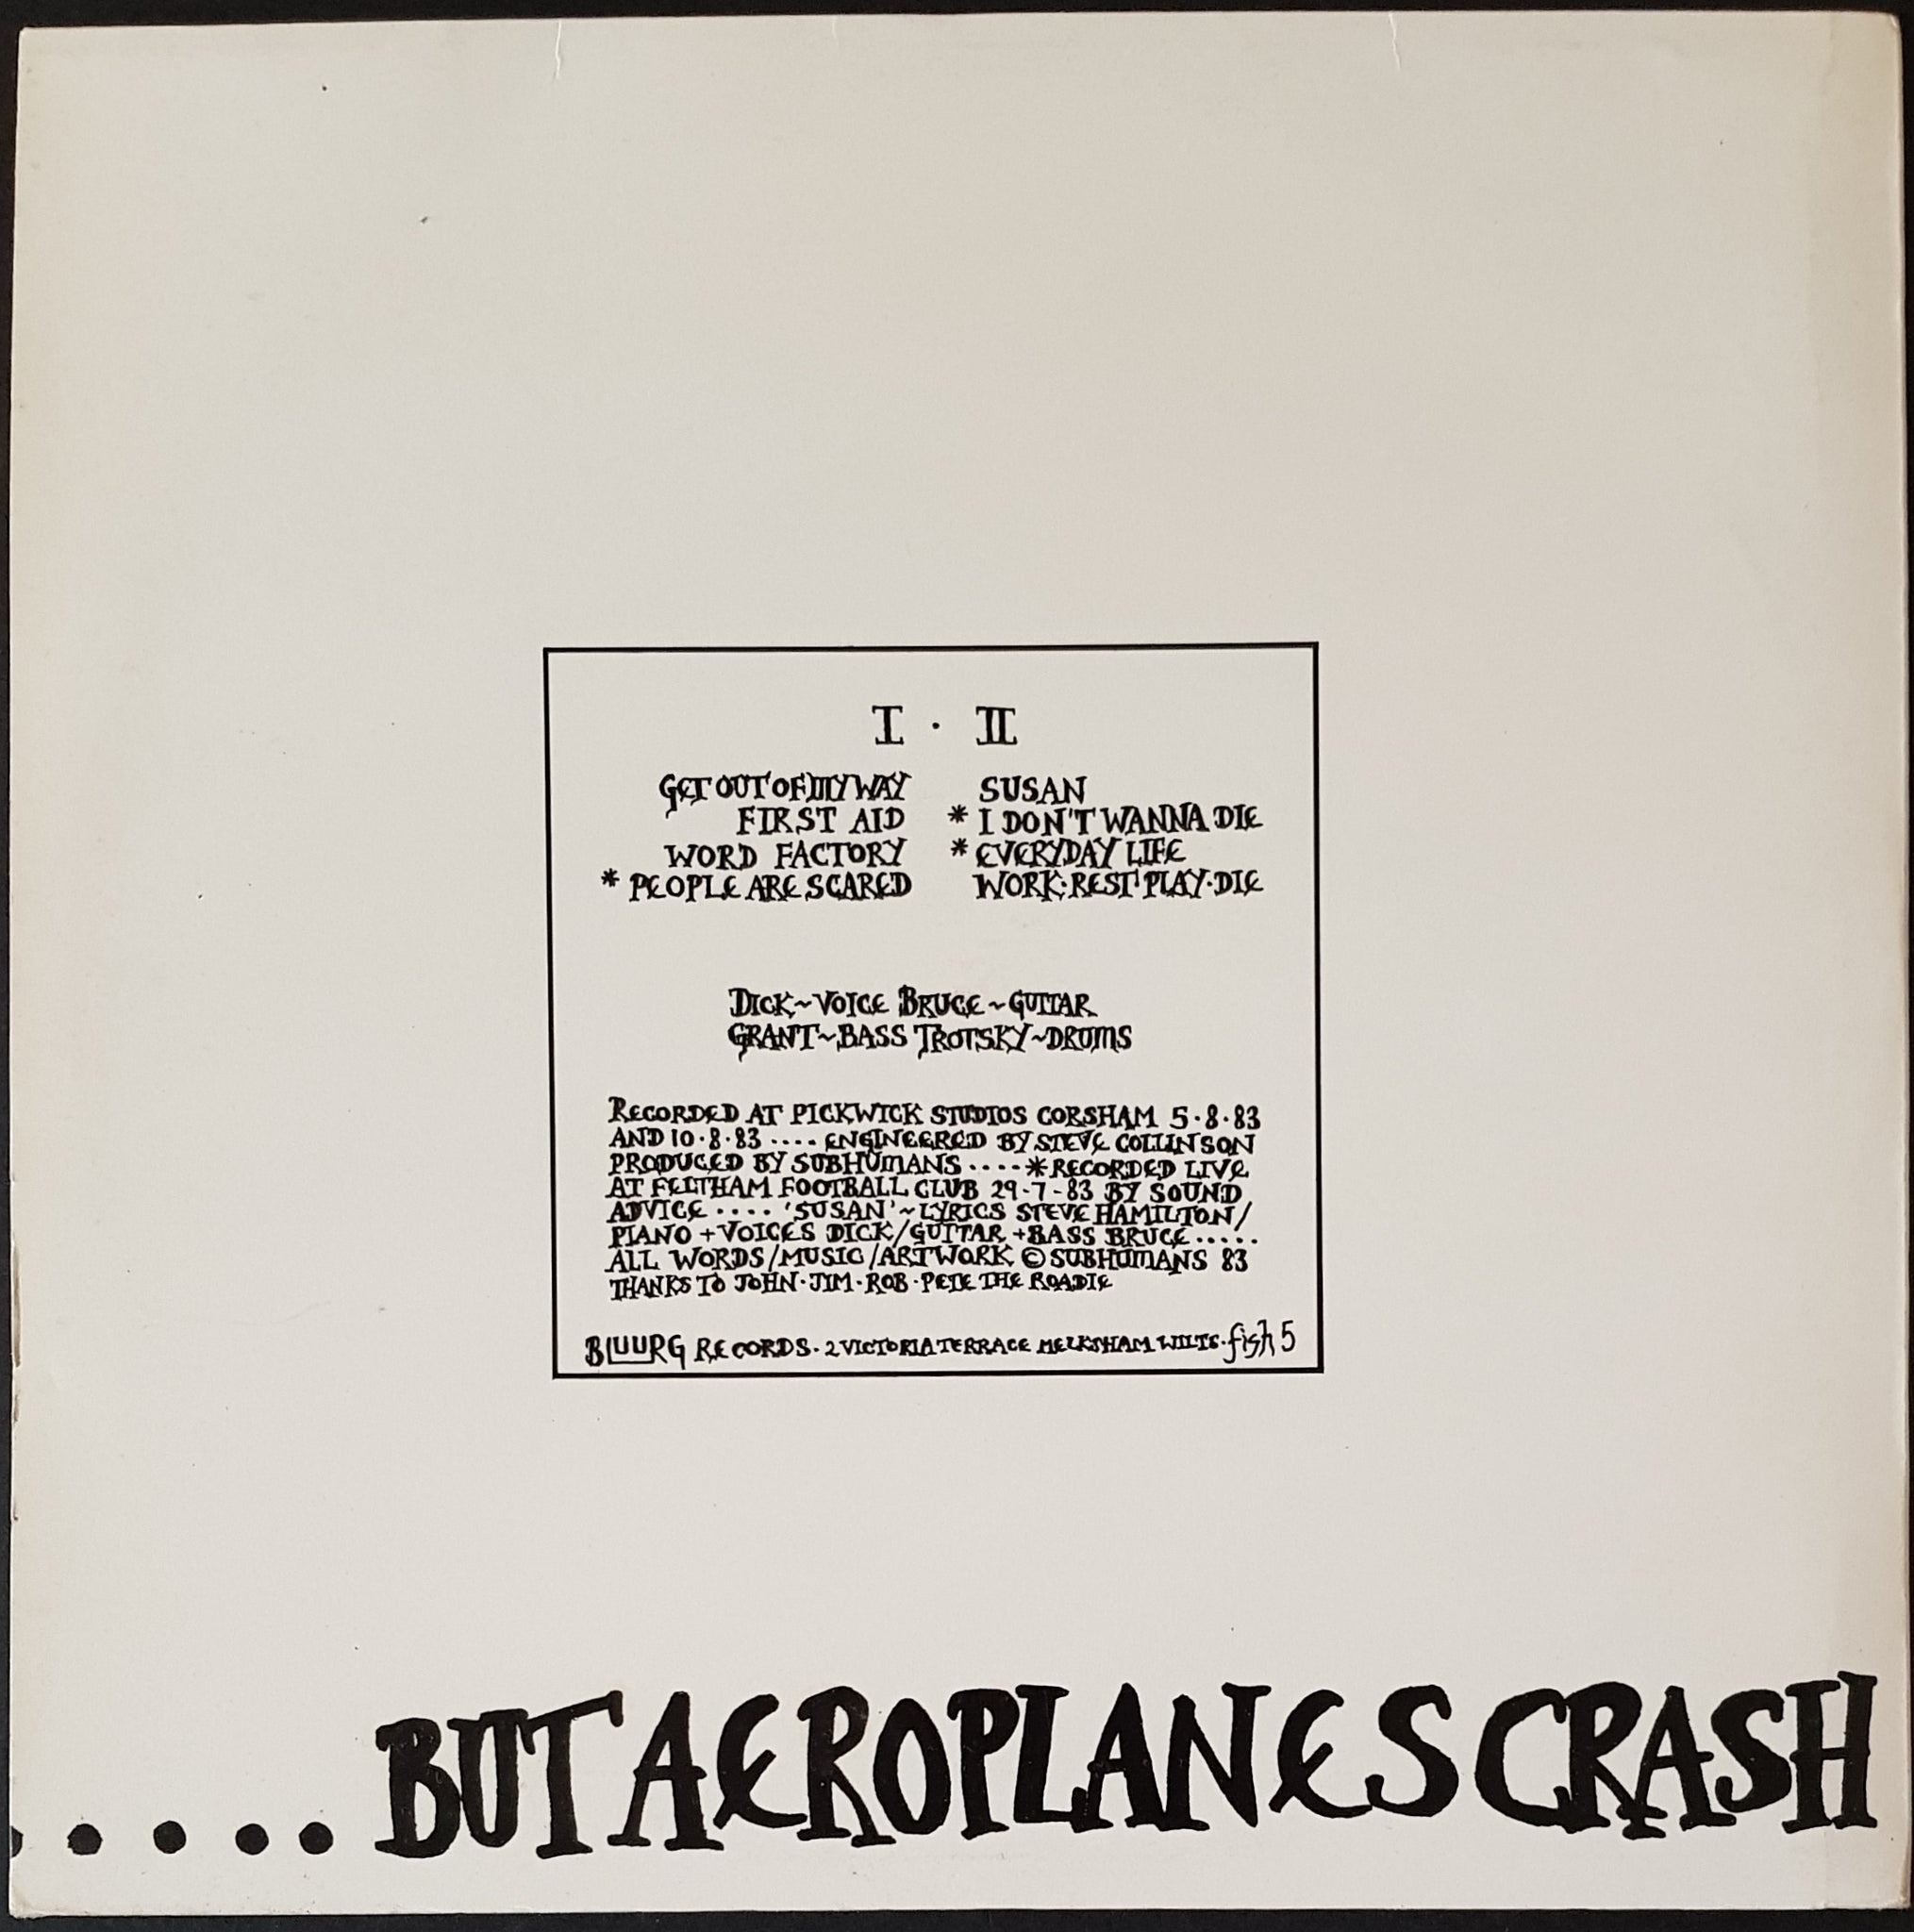 I · II
GET OUT OF MY WAY SUSAN
FIRST AID * I DON'T WANNA DIE
WORD FACTORY * EVERYDAY LIFE
* PEOPLE ARE SCARED WORK·REST·PLAY·DIE
DICK~VOICE BRUCE~GUITAR
GRANT~BASS TROTSKY~DRUMS
RECORDED AT PICKWICK STUDIOS CORSHAM 5·8·83
AND 10·8·83 .... ENGINEERED BY STEVE COLLINSON
PRODUCED BY SUBHUMANS ....*RECORDED LIVE
AT FELTHAM FOOTBALL CLUB 29-7-83 BY SOUND
ADVICE .... 'SUSAN'~LYRICS STEVE HAMILTON/
PIANO + VOICES DICK/GUITAR + BASS BRUCE .....
ALL WORDS/MUSIC/ARTWORK © SUBHUMANS 83
THANKS TO JOHN·JIM·ROB·PETE THE ROADIE
BLUURG RECORDS·2 VICTORIA TERRACE MELKSHAM WILTS·fish 5
.....BUT AEROPLANES CRASH